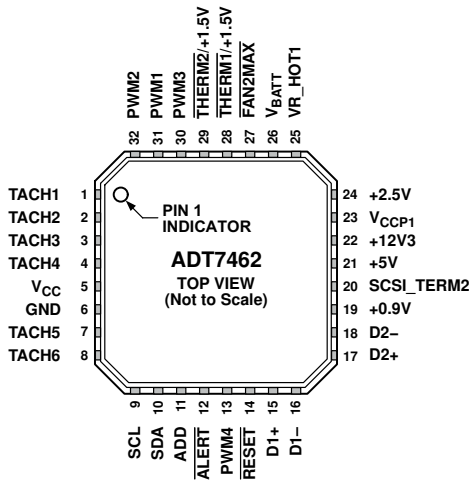 PWM2
PWM1
PWM3
THERM2/+1.5V
THERM1/+1.5V
FAN2MAX
VBATT
VR_HOT1
32 31 30 29 28 27 26 25
TACH1 1
TACH2 2
TACH3 3
TACH4 4
VCC 5
GND 6
TACH5 7
TACH6 8
PIN 1
INDICATOR
ADT7462
TOP VIEW
(Not to Scale)
24 +2.5V
23 VCCP1
22 +12V3
21 +5V
20 SCSI_TERM2
19 +0.9V
18 D2–
17 D2+
9 10 11 12 13 14 15 16
SCL
SDA
ADD
ALERT
PWM4
RESET
D1+
D1–